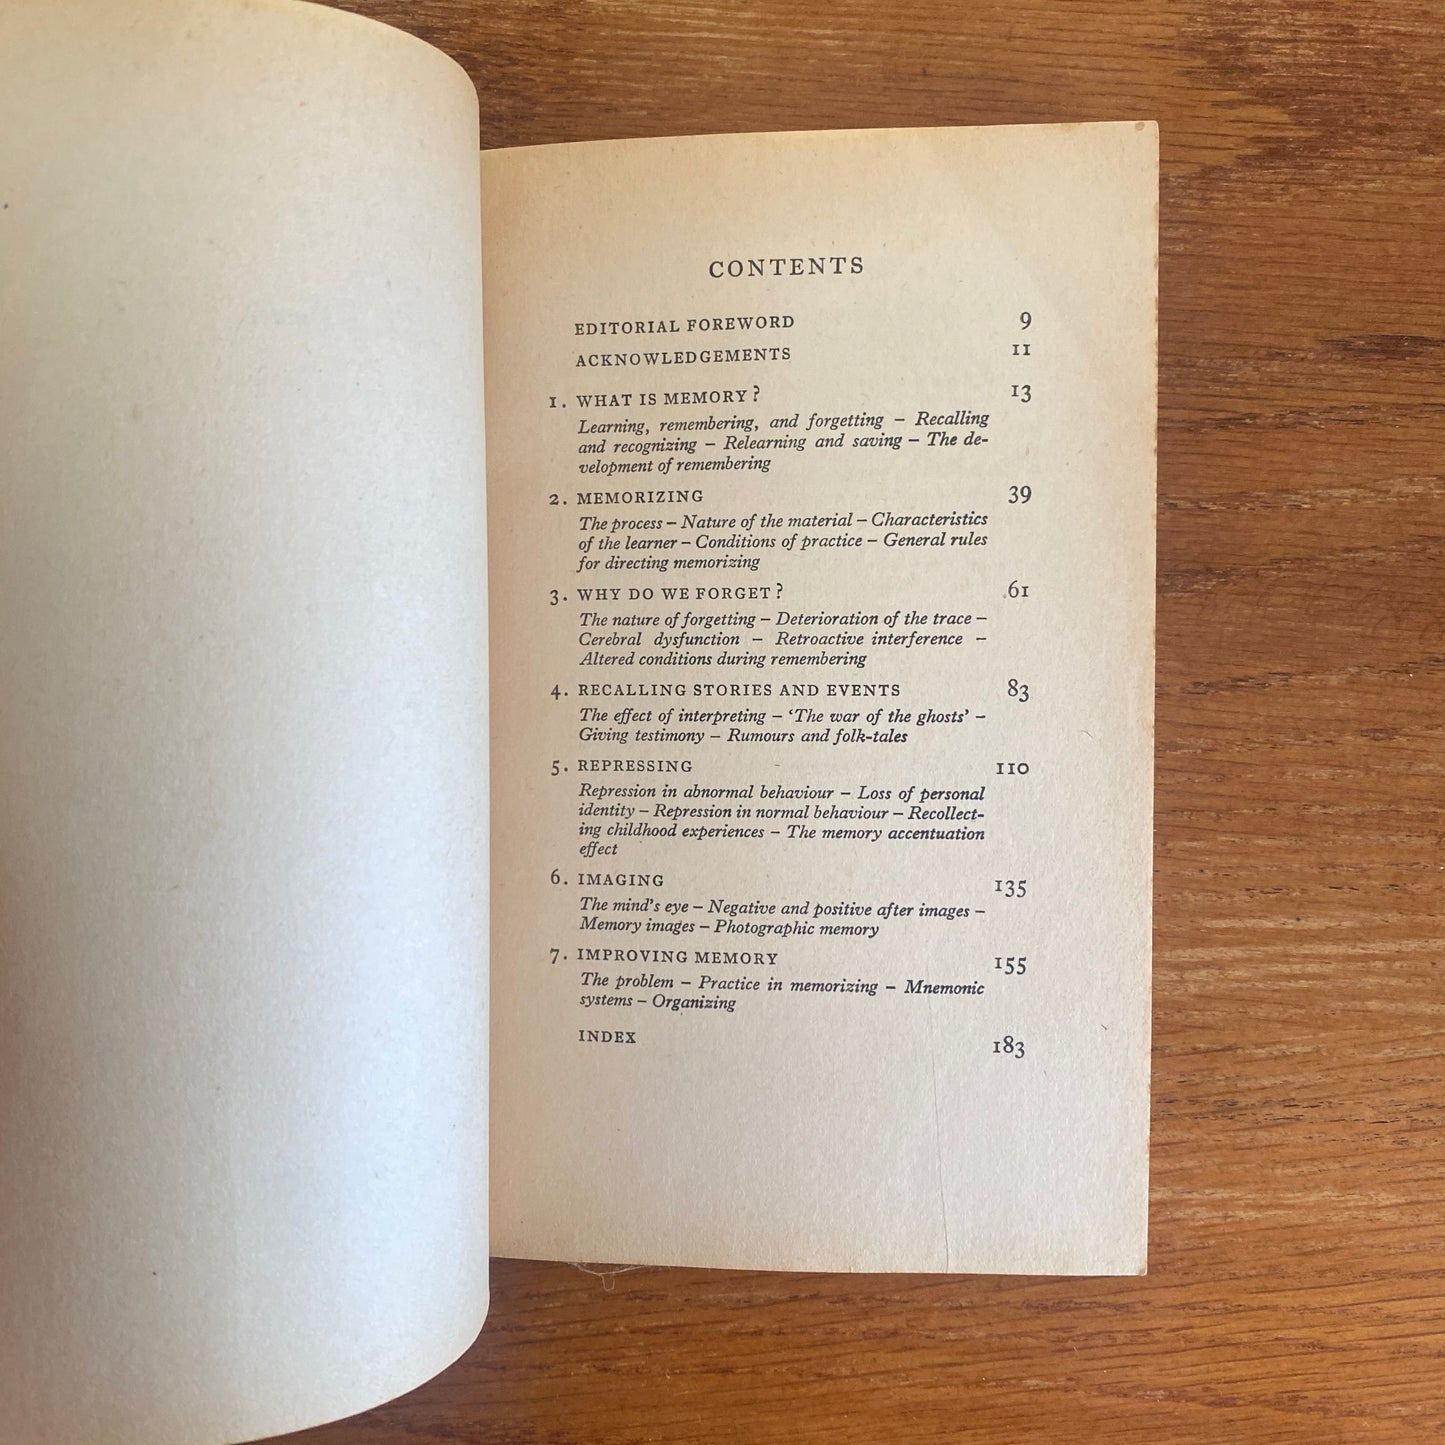 CONTENTS
EDITORIAL FOREWORD 9
ACKNOWLEDGEMENTS 11
1. WHAT IS MEMORY? 13
Learning, remembering, and forgetting – Recalling
and recognizing – Relearning and saving – The de-
velopment of remembering
2. MEMORIZING 39
The process – Nature of the material – Characteristics
of the learner – Conditions of practice – General rules
for directing memorizing
3. WHY DO WE FORGET? 61
The nature of forgetting – Deterioration of the trace –
Cerebral dysfunction – Retroactive interference –
Altered conditions during remembering
4. RECALLING STORIES AND EVENTS 83
The effect of interpreting – ‘The war of the ghosts’ –
Giving testimony – Rumours and folk-tales
5. REPRESSING 110
Repression in abnormal behaviour – Loss of personal
identity – Repression in normal behaviour – Recollect-
ing childhood experiences – The memory accentuation
effect
6. IMAGING 135
The mind's eye – Negative and positive after images –
Memory images – Photographic memory
7. IMPROVING MEMORY 155
The problem – Practice in memorizing – Mnemonic
systems – Organizing
INDEX 183